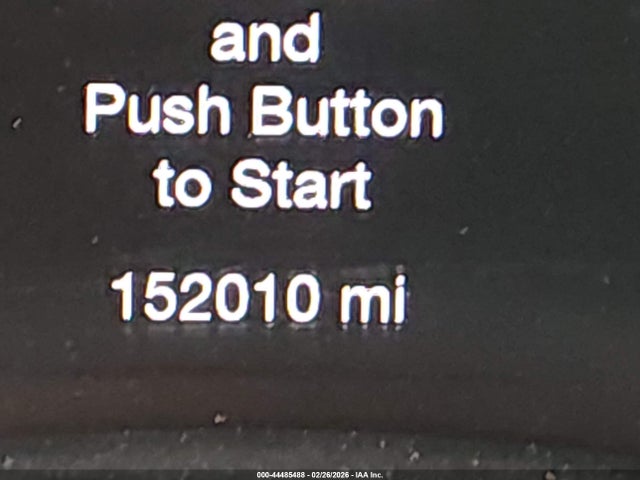 and
Push Button
to Start
152010 mi
000-44485488 - 02/26/2026 - IAA Inc.